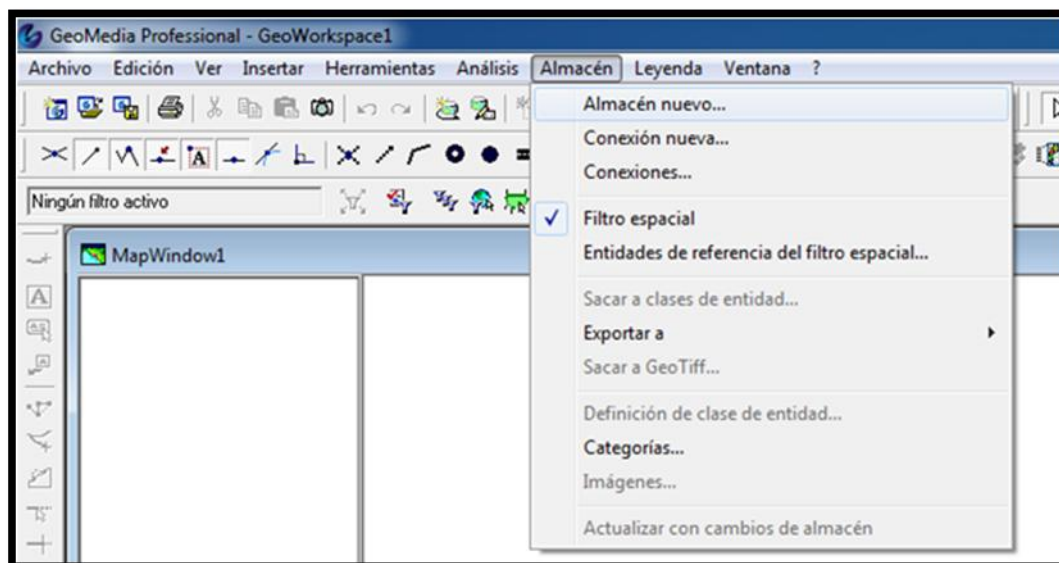 GeoMedia Professional - GeoWorkspace1
Archivo Edición Ver Insertar Herramientas Análisis Almacén Leyenda Ventana ?
Almacén nuevo...
Conexión nueva...
Conexiones...
Ningún filtro activo
Filtro espacial
MapWindow1
Entidades de referencia del filtro espacial...
Sacar a clases de entidad...
Exportar a
Sacar a GeoTiff...
Definición de clase de entidad...
Categorías...
Imágenes...
Actualizar con cambios de almacén